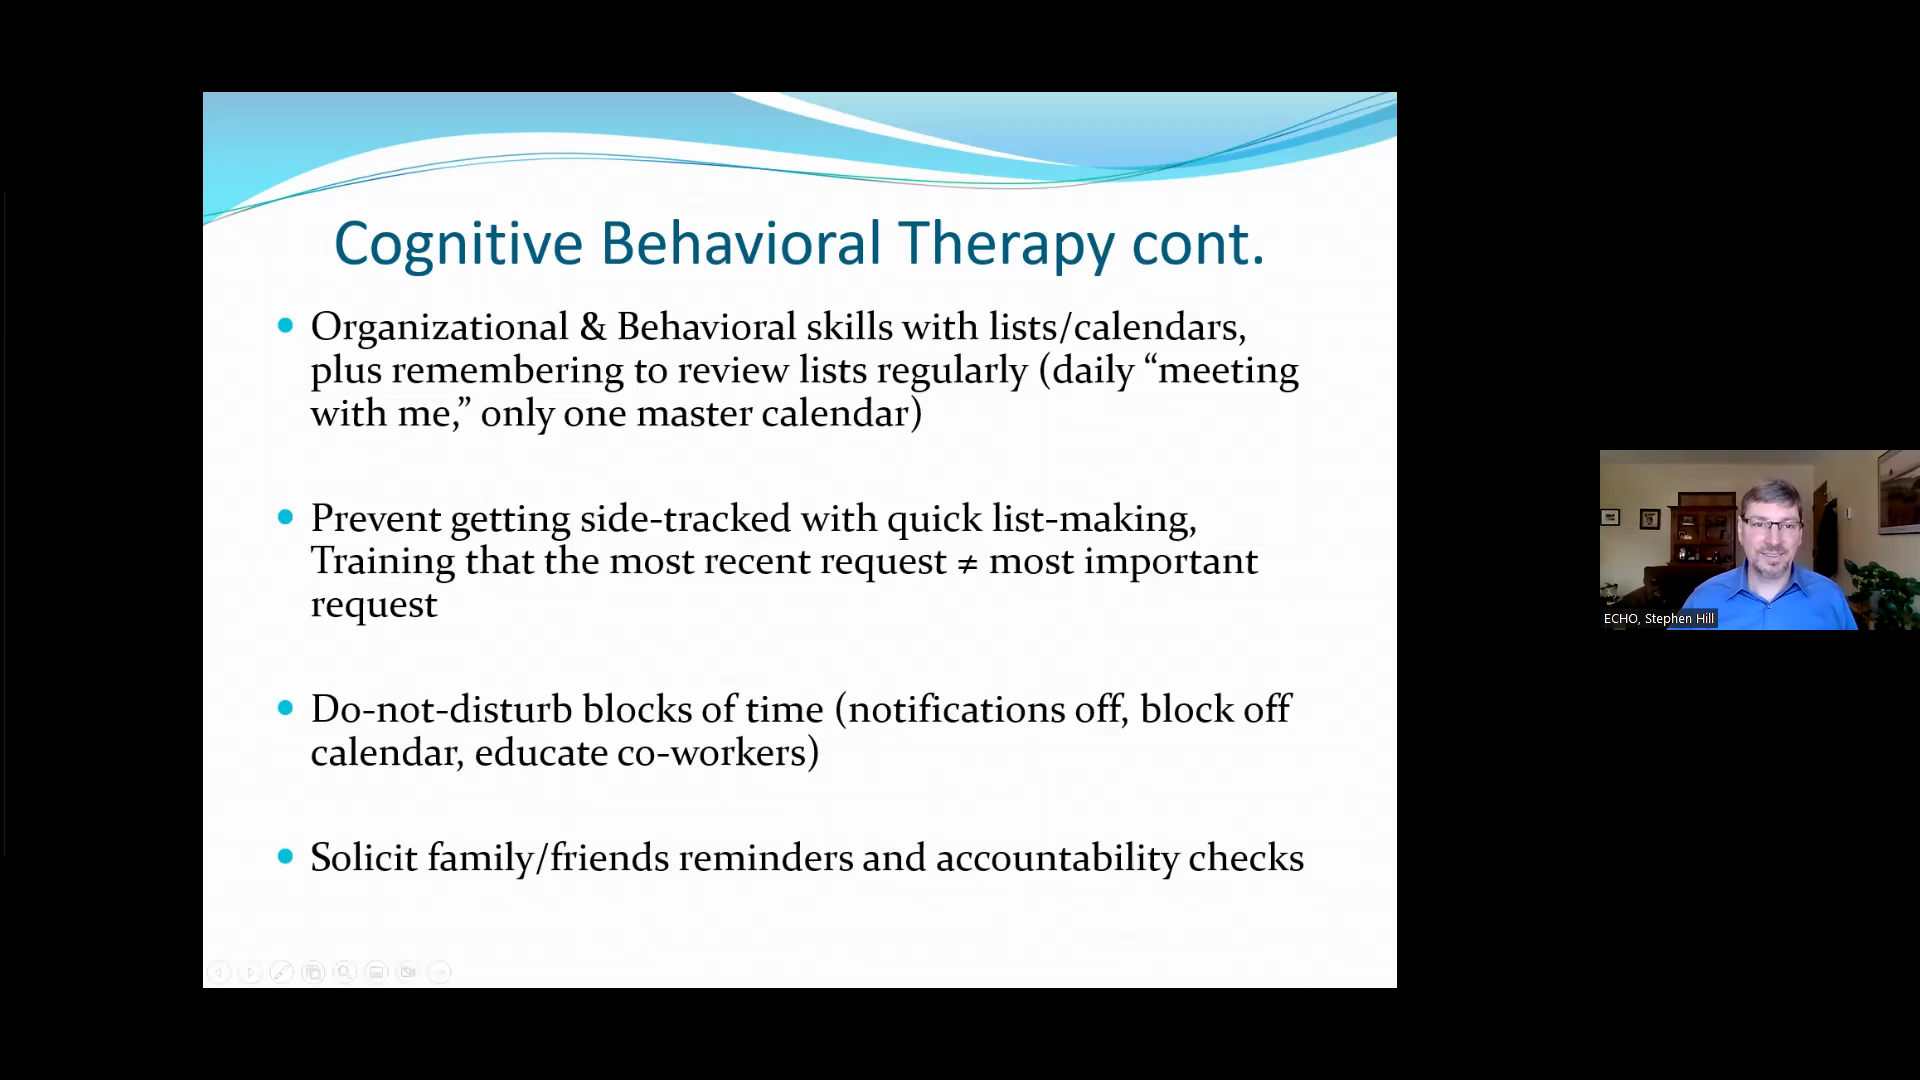 Cognitive Behavioral Therapy cont.
• Organizational & Behavioral skills with lists/calendars,
plus remembering to review lists regularly (daily “meeting
with me,” only one master calendar)
• Prevent getting side-tracked with quick list-making,
Training that the most recent request ≠ most important
request
• Do-not-disturb blocks of time (notifications off, block off
calendar, educate co-workers)
• Solicit family/friends reminders and accountability checks
ECHO, Stephen Hill